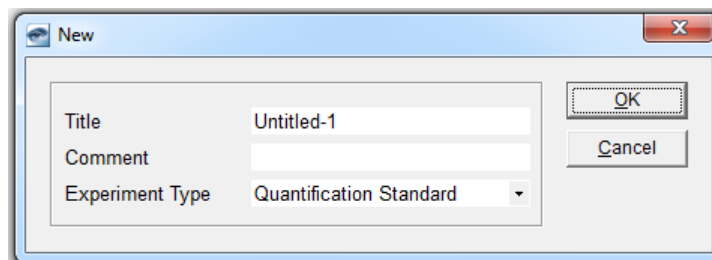 New
Title Untitled-1 OK
Comment Cancel
Experiment Type Quantification Standard